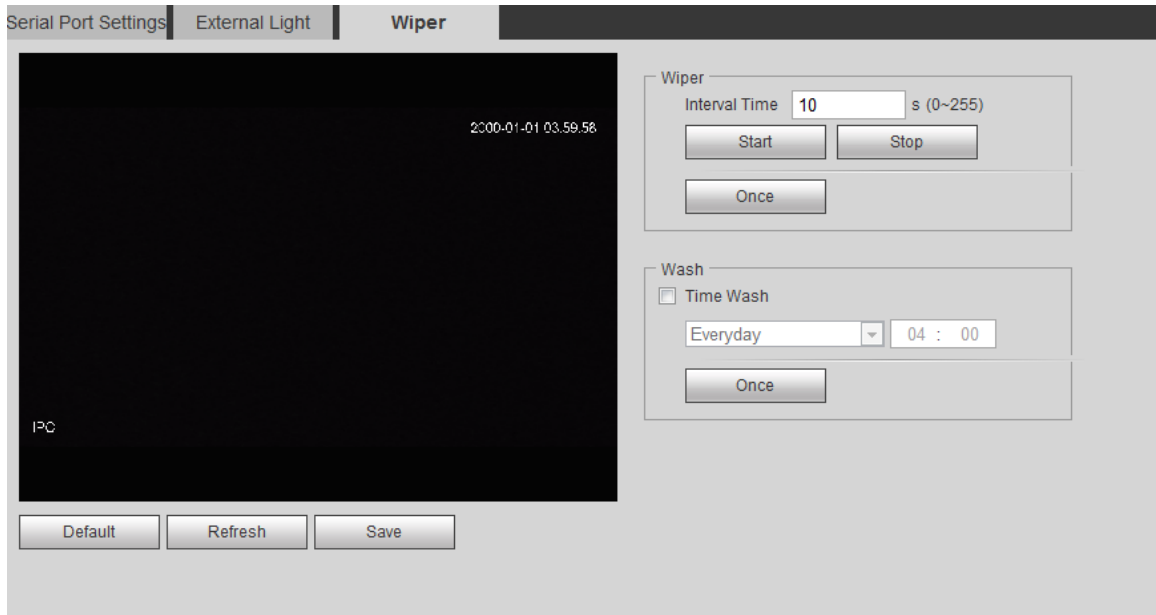 Serial Port Settings External Light Wiper
2000-01-01 03:59:58
IPC
Default Refresh Save
Wiper
Interval Time 10 s (0~255)
Start Stop
Once
Wash
Time Wash
Everyday 04 : 00
Once